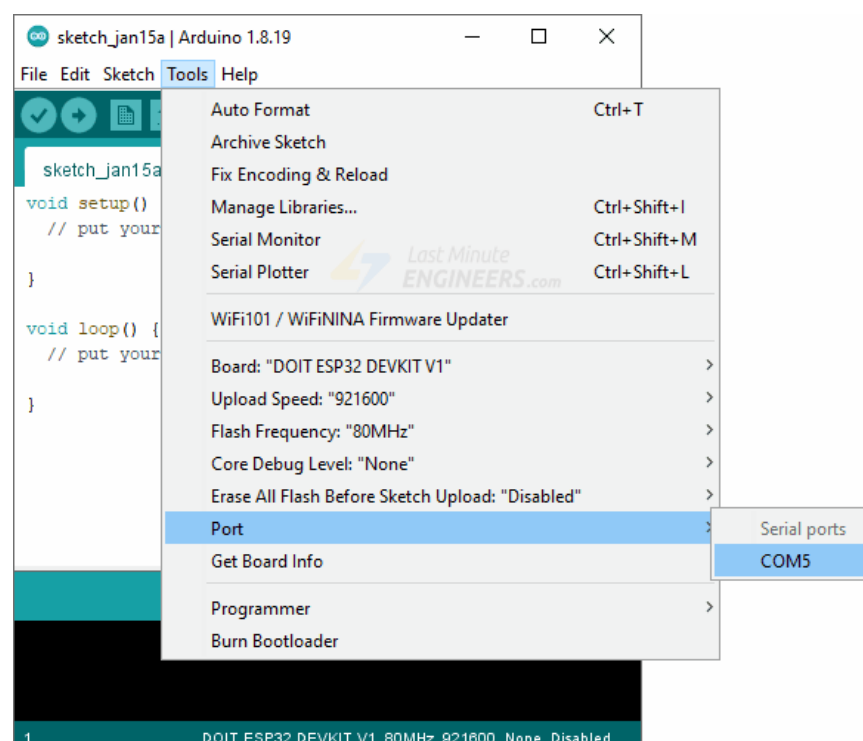 sketch_jan15a | Arduino 1.8.19
File Edit Sketch Tools Help
sketch_jan15a
void setup()
// put your
}
void loop() {
// put your
}
Auto Format Ctrl+T
Archive Sketch
Fix Encoding & Reload
Manage Libraries... Ctrl+Shift+I
Serial Monitor Ctrl+Shift+M
Serial Plotter Ctrl+Shift+L
Last Minute
ENGINEERS.com
WiFi101 / WiFiNINA Firmware Updater
Board: "DOIT ESP32 DEVKIT V1"
Upload Speed: "921600"
Flash Frequency: "80MHz"
Core Debug Level: "None"
Erase All Flash Before Sketch Upload: "Disabled"
Port
Serial ports
COM5
Get Board Info
Programmer
Burn Bootloader
1 DOIT ESP32 DEVKIT V1, 80MHz, 921600, None, Disabled